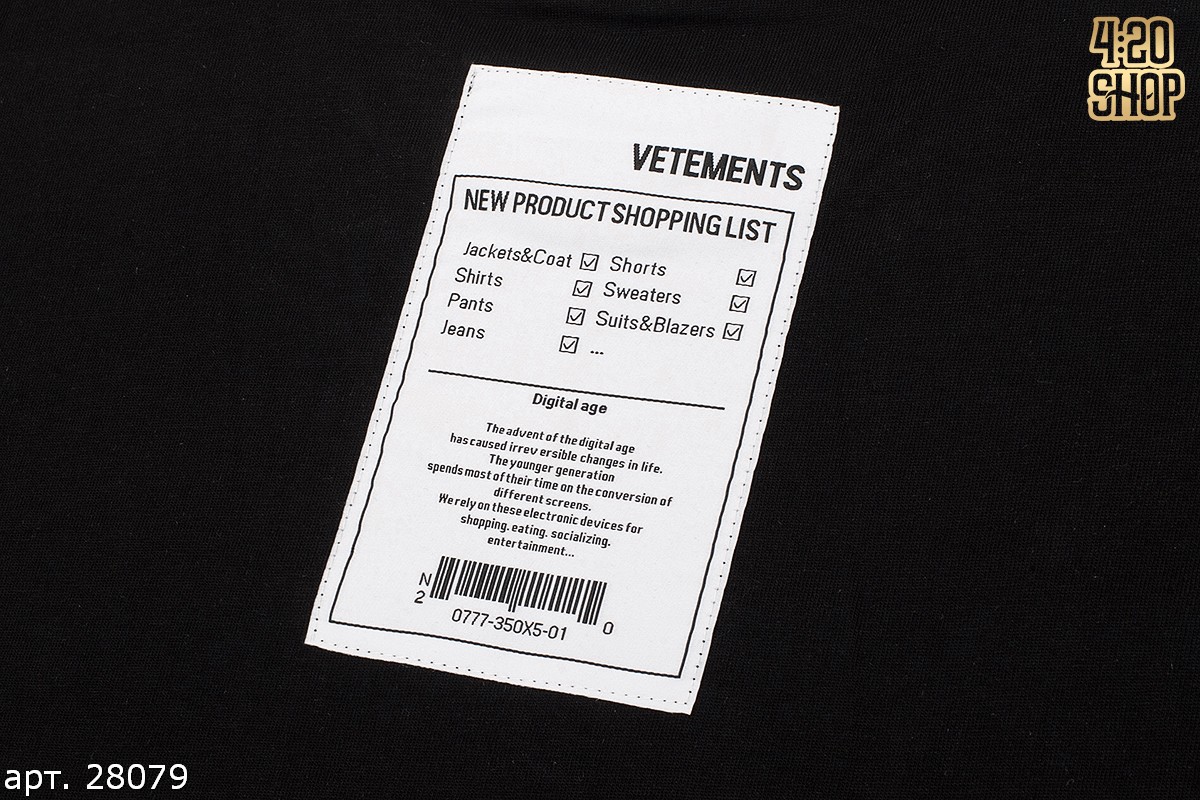 4:20
SHOP
VETEMENTS
NEW PRODUCT SHOPPING LIST
Jackets&Coat ☑ Shorts ☑
Shirts ☑ Sweaters ☑
Pants ☑ Suits&Blazers ☑
Jeans ☑ ...
Digital age
The advent of the digital age
has caused irrev ersible changes in life.
The younger generation
spends most of their time on the conversion of
different screens.
We rely on these electronic devices for
shopping. eating. socializing.
entertainment...
N
2
0777-350X5-01
0
арт. 28079